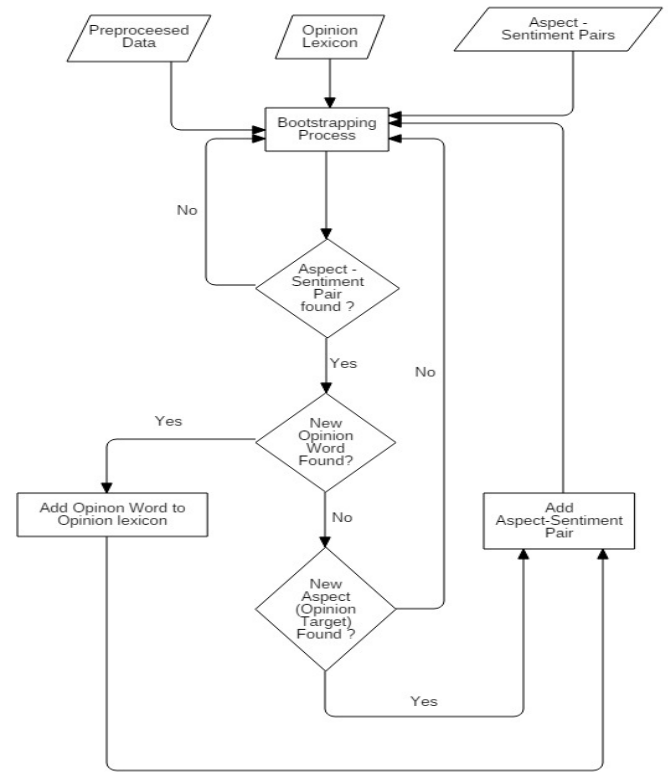 Preproceesed
Data
Opinion
Lexicon
Aspect -
Sentiment Pairs
Bootstrapping
Process
No
Aspect -
Sentiment
Pair
found ?
Yes
No
Yes
New
Opinion
Word
Found?
Add Opinon Word to
Opinion lexicon
No
Add
Aspect-Sentiment
Pair
New
Aspect
(Opinion
Target)
Found ?
Yes